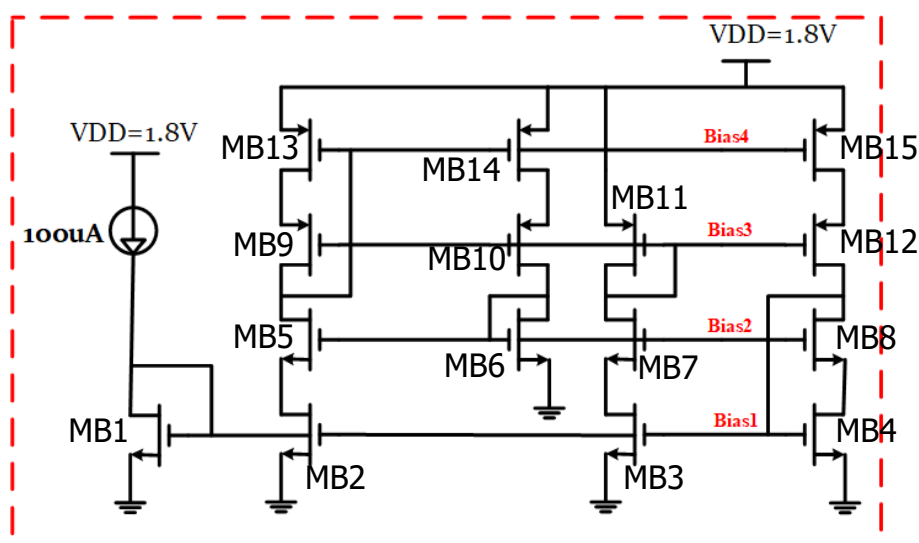 VDD=1.8V
VDD=1.8V
100uA
MB13
MB14
Bias4
MB15
MB11
MB9
MB10
Bias3
MB12
MB5
MB6
MB7
Bias2
MB8
MB1
MB2
MB3
Bias1
MB4